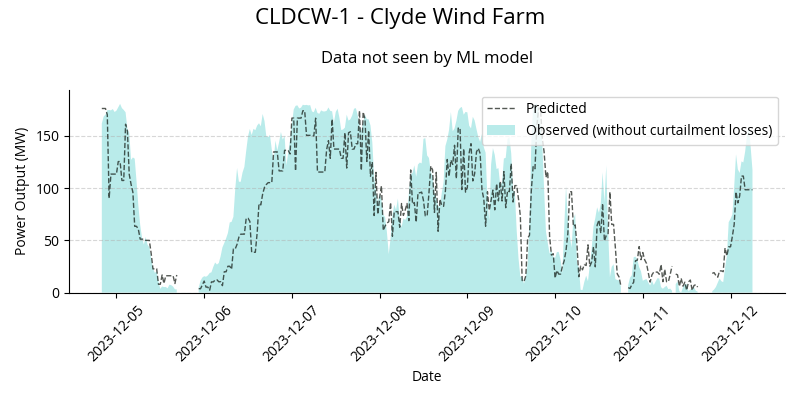 CLDCW-1 - Clyde Wind Farm
Data not seen by ML model
Predicted
Observed (without curtailment losses)
Power Output (MW)
150
100
50
0
2023-12-05
2023-12-06
2023-12-07
2023-12-08
2023-12-09
2023-12-10
2023-12-11
2023-12-12
Date